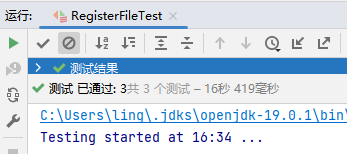 运行: RegisterFileTest
测试结果
测试 已通过: 3共 3 个测试 – 16秒 419毫秒
C:\Users\linq\.jdks\openjdk-19.0.1\bin\
Testing started at 16:34 ...